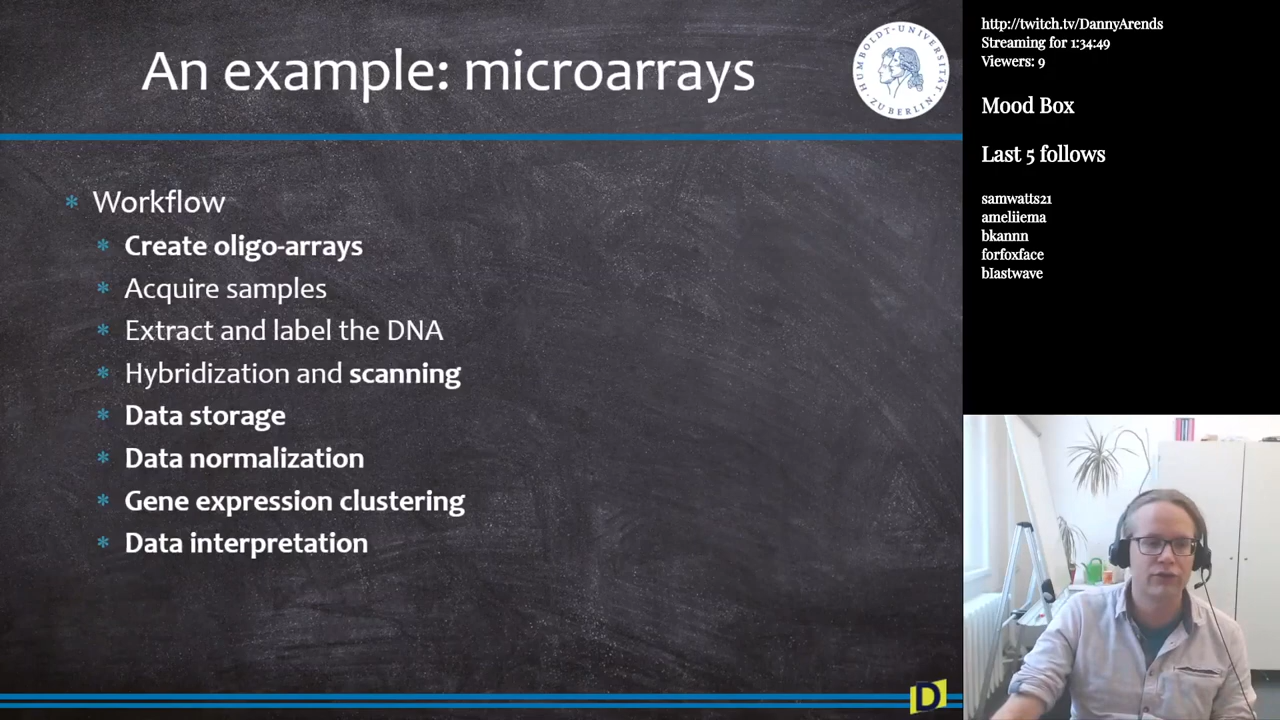 An example: microarrays
HUMBOLDT-UNIVERSITÄT
ZU BERLIN
Workflow
Create oligo-arrays
Acquire samples
Extract and label the DNA
Hybridization and scanning
Data storage
Data normalization
Gene expression clustering
Data interpretation
D
http://twitch.tv/DannyArends
Streaming for 1:34:49
Viewers: 9
Mood Box
Last 5 follows
samwatts21
ameliiema
bkannn
forfoxface
blastwave